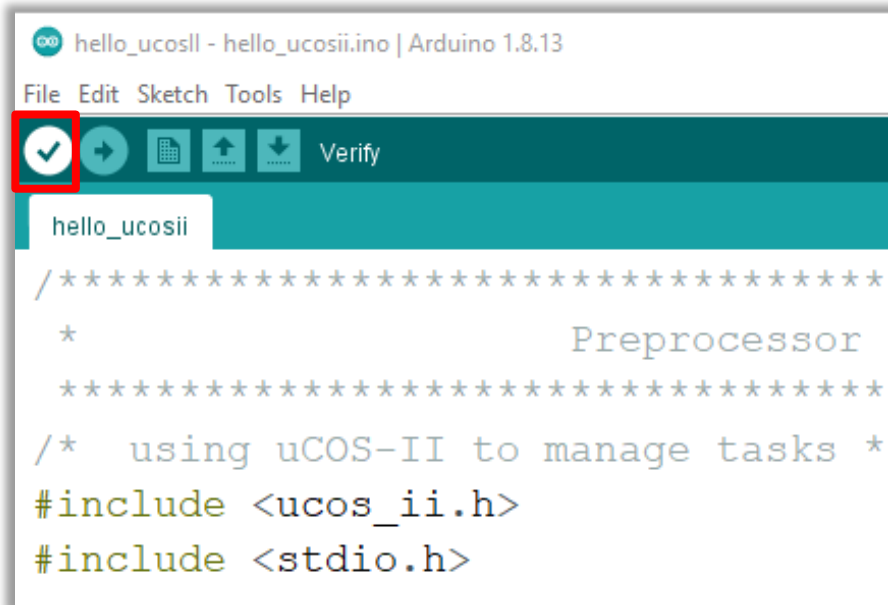 hello_ucosII - hello_ucosii.ino | Arduino 1.8.13
File Edit Sketch Tools Help
Verify
hello_ucosii
/**********************************
* Preprocessor
**********************************
/* using uCOS-II to manage tasks *
#include <ucos_ii.h>
#include <stdio.h>